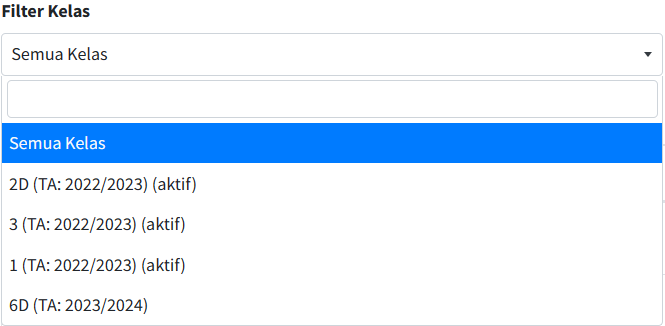 Filter Kelas
Semua Kelas
Semua Kelas
2D (TA: 2022/2023) (aktif)
3 (TA: 2022/2023) (aktif)
1 (TA: 2022/2023) (aktif)
6D (TA: 2023/2024)